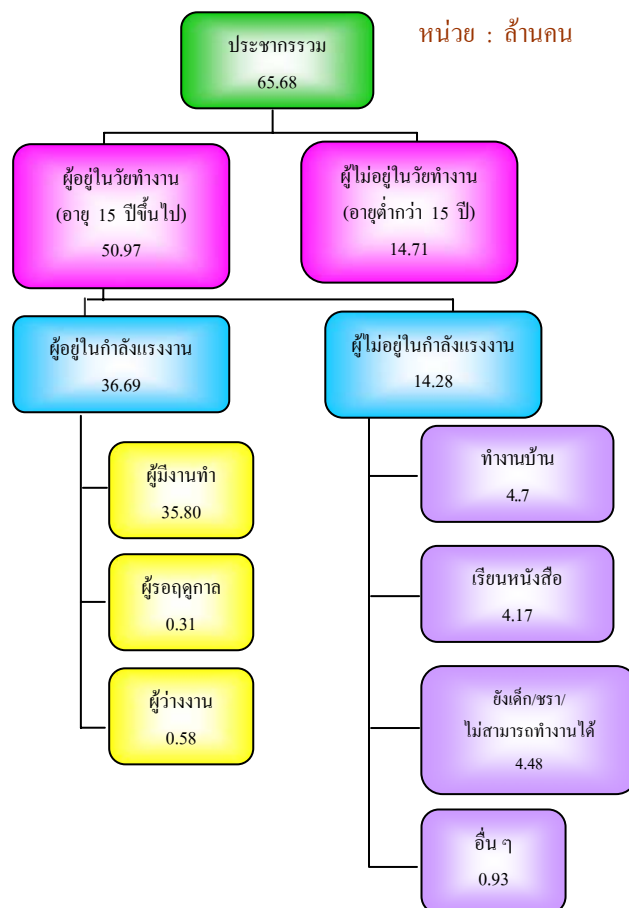 หน่วย : ล้านคน
ประชากรรวม
65.68
ผู้อยู่ในวัยทำงาน
(อายุ 15 ปีขึ้นไป)
50.97
ผู้ไม่อยู่ในวัยทำงาน
(อายุต่ำกว่า 15 ปี)
14.71
ผู้อยู่ในกำลังแรงงาน
36.69
ผู้ไม่อยู่ในกำลังแรงงาน
14.28
ผู้มีงานทำ
35.80
ผู้รอฤดูกาล
0.31
ผู้ว่างงาน
0.58
ทำงานบ้าน
4..7
เรียนหนังสือ
4.17
ยังเด็ก/ชรา/
ไม่สามารถทำงานได้
4.48
อื่น ๆ
0.93